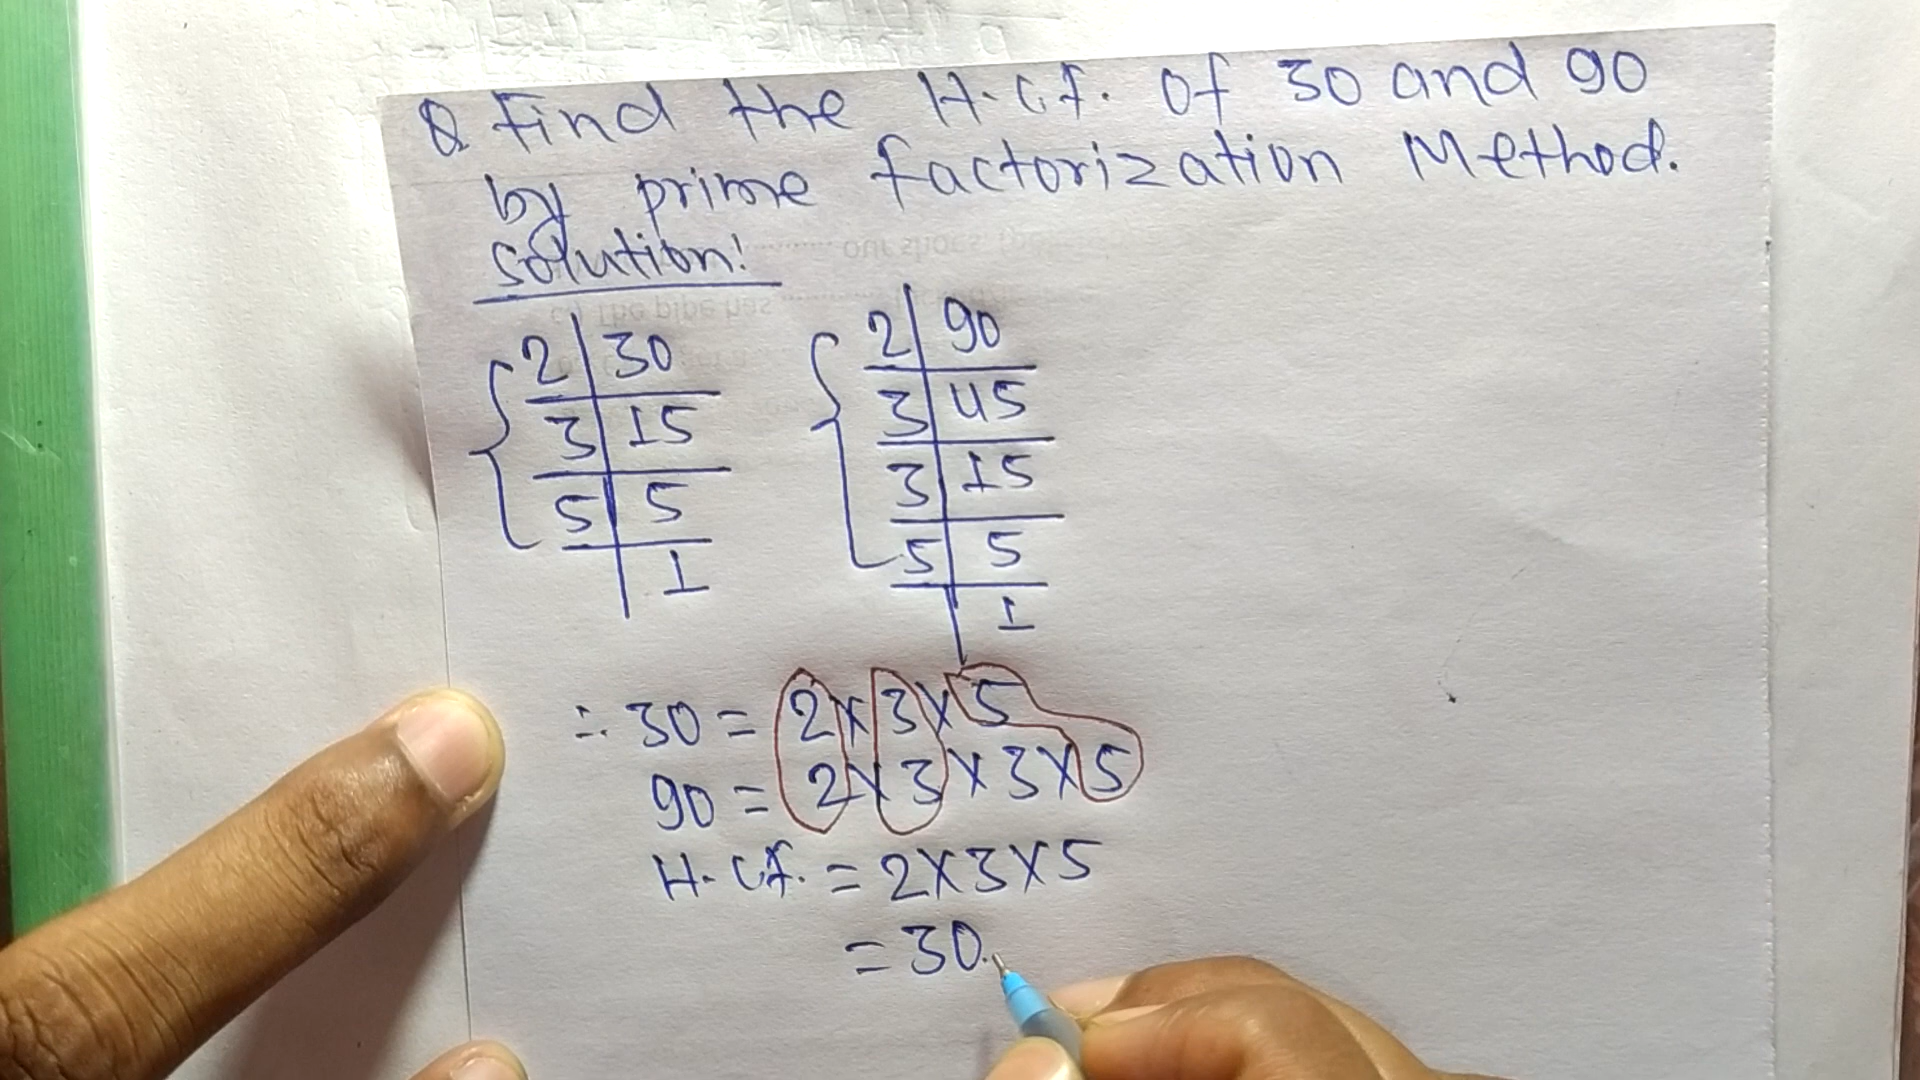 Q Find the H.C.F. Of 30 and 90
by prime factorization Method.
Solution:
2 30
3 15
5 5
1
2 90
3 45
3 15
5 5
1
∴ 30 = 2×3×5
90 = 2×3×3×5
H.C.F. = 2×3×5
= 30.